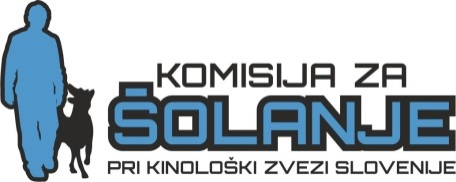 KOMISIJA ZA
ŠOLANJE
PRI KINOLOŠKI ZVEZI SLOVENIJE